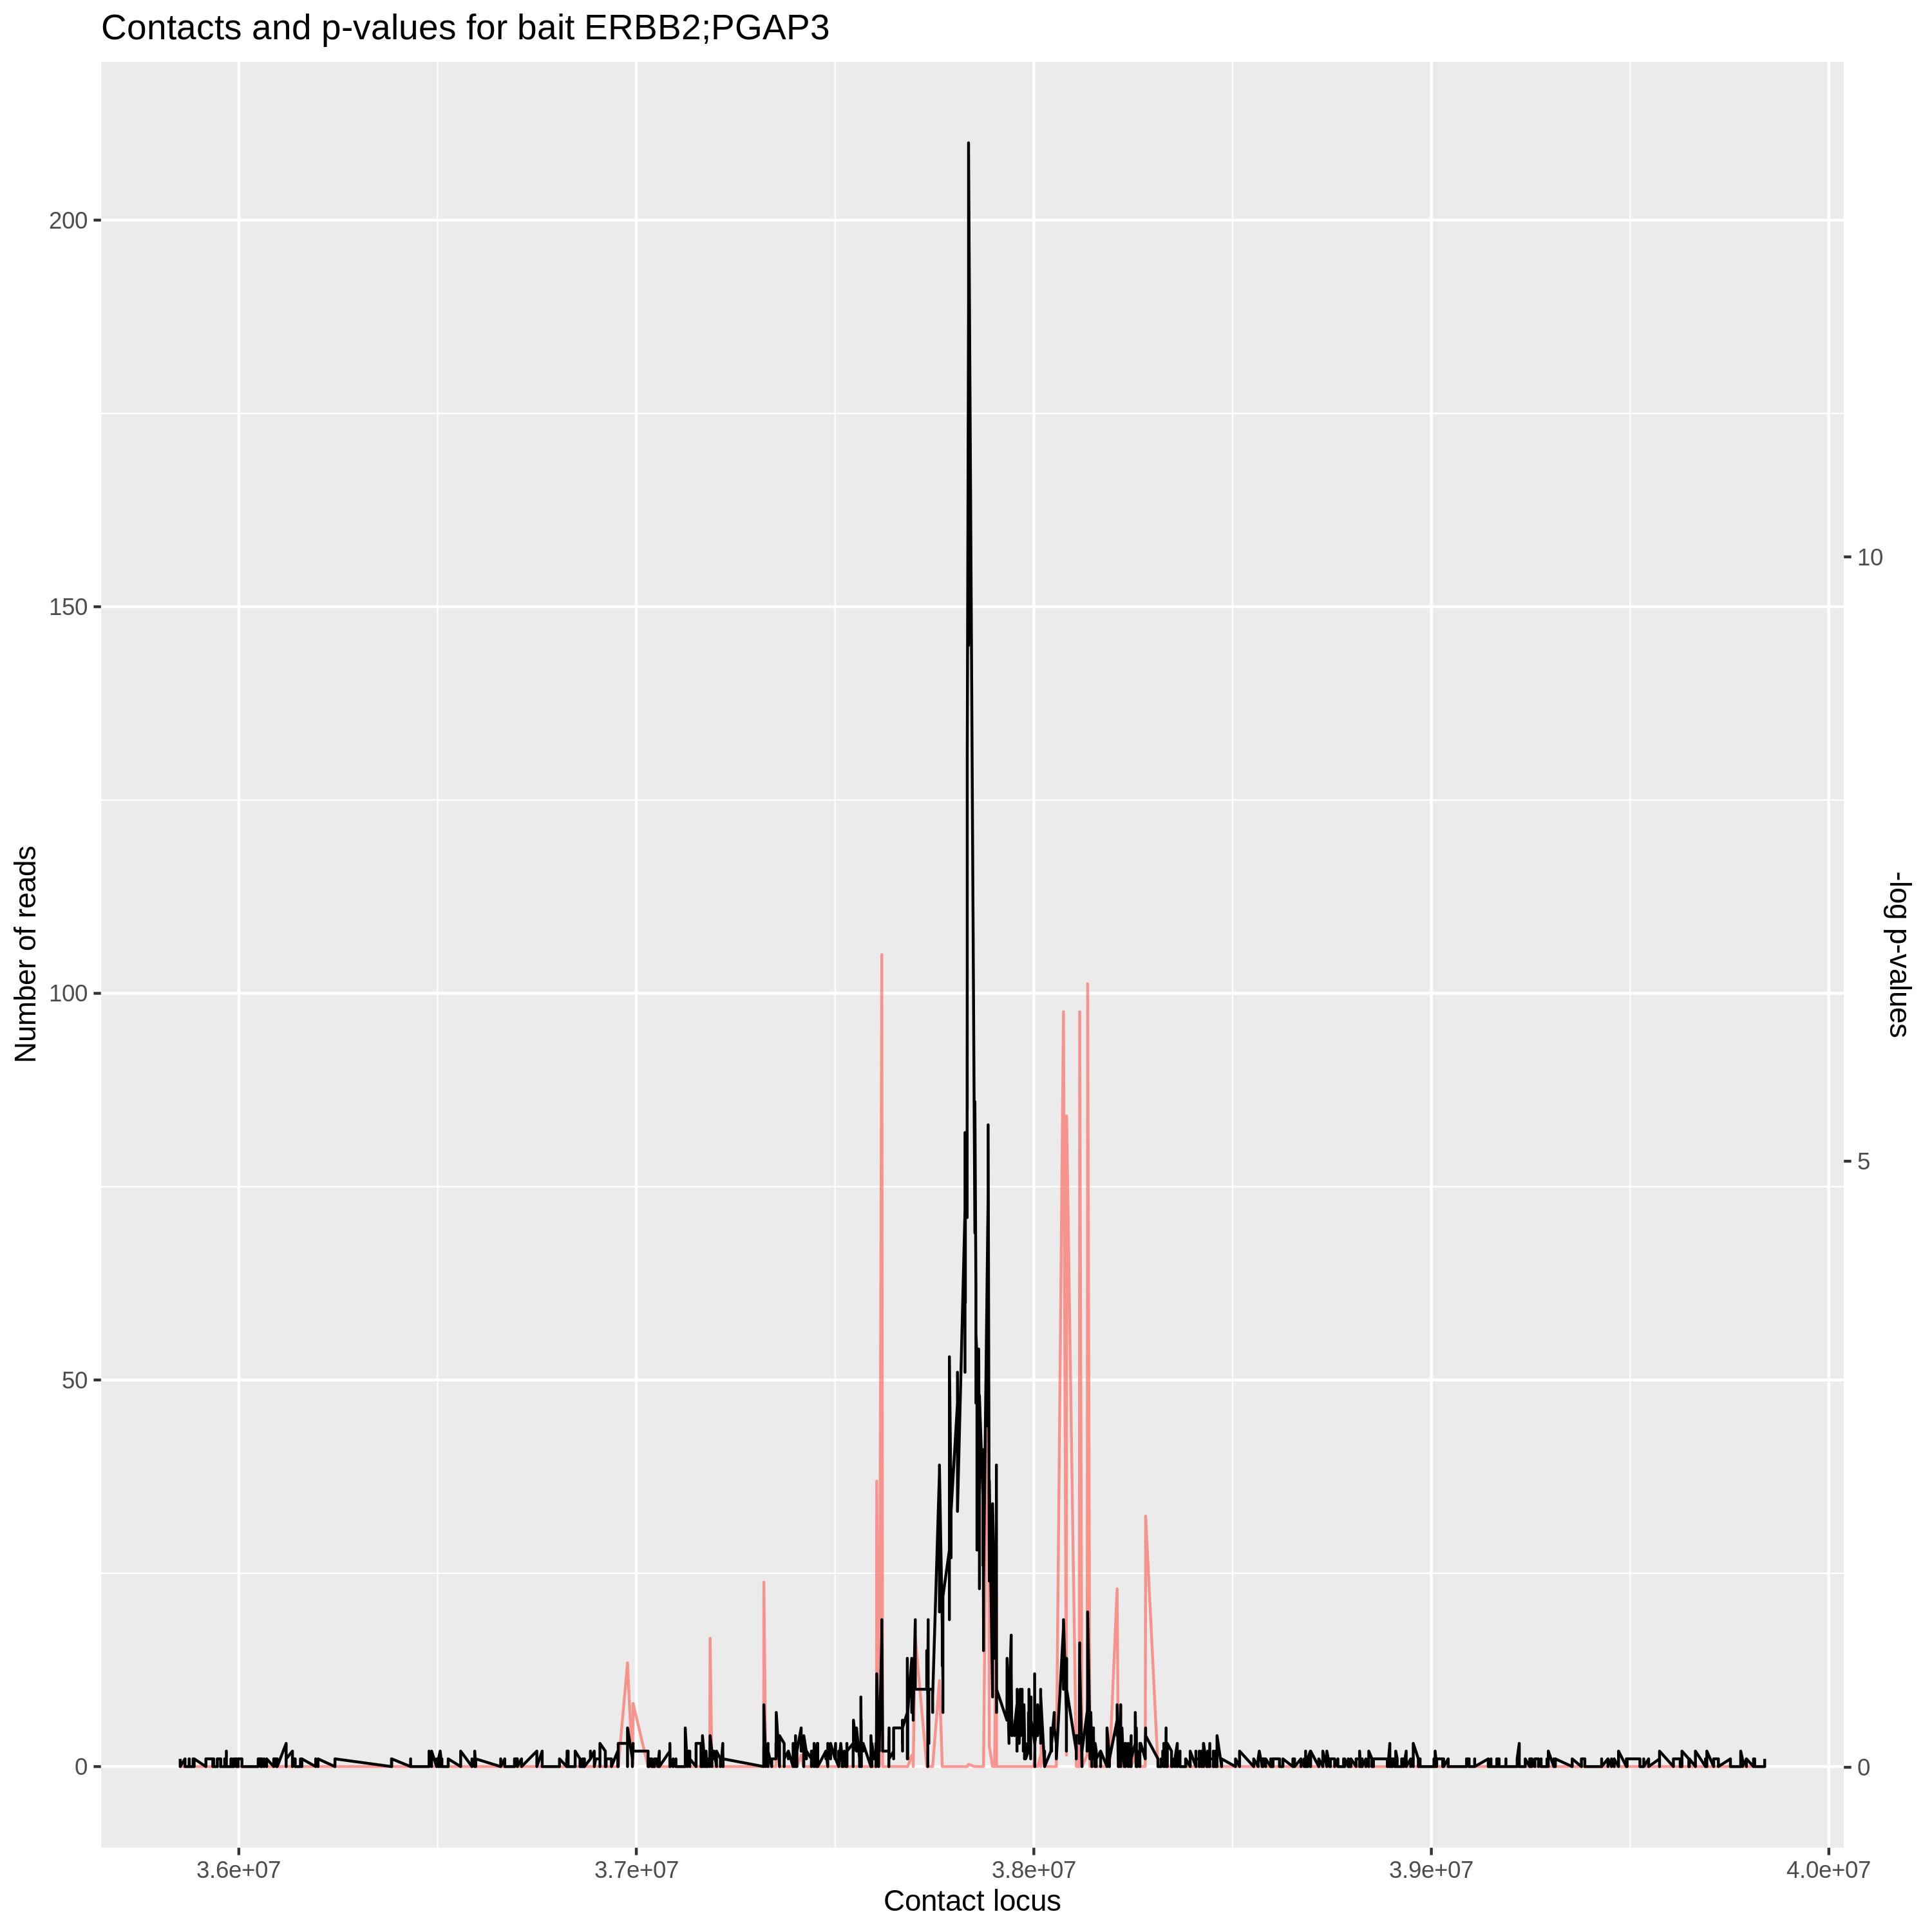 Contacts and p-values for bait ERBB2;PGAP3
Number of reads
200
150
100
50
0
10
5
0
-log p-values
3.6e+07
3.7e+07
3.8e+07
3.9e+07
4.0e+07
Contact locus